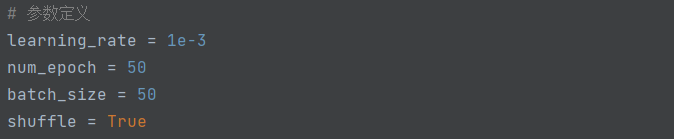 # 参数定义
learning_rate = 1e-3
num_epoch = 50
batch_size = 50
shuffle = True